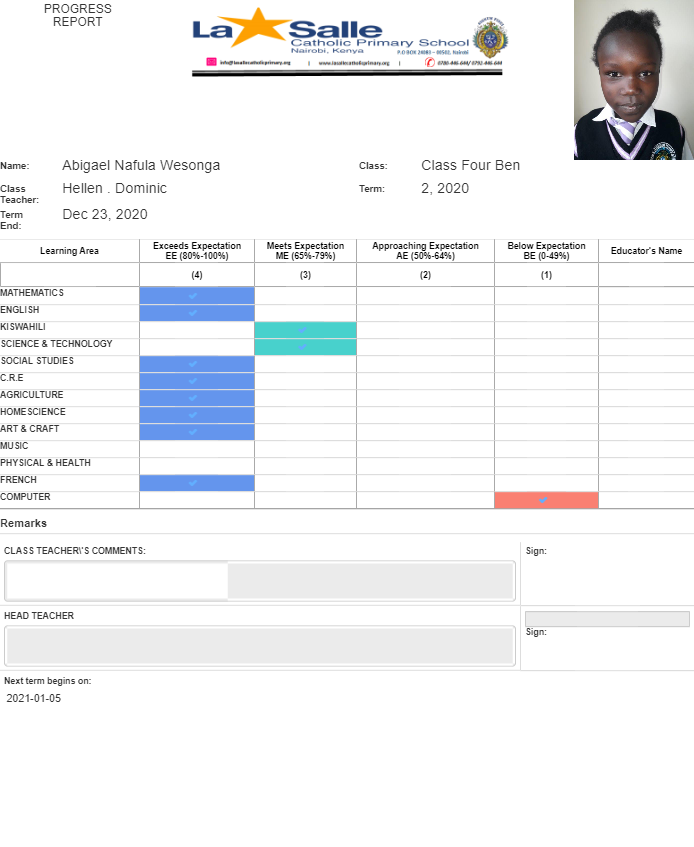 PROGRESS
REPORT
La Salle
Catholic Primary School
Nairobi, Kenya
P.O BOX 24083 – 00502, Nairobi
info@lasallecatholicprimary.org | www.lasallecatholicprimary.org | 0780-446-644/ 0792-446-644
Name: Abigael Nafula Wesonga Class: Class Four Ben
Class Teacher: Hellen . Dominic Term: 2, 2020
Term End: Dec 23, 2020
Learning Area Exceeds Expectation EE (80%-100%) Meets Expectation ME (65%-79%) Approaching Expectation AE (50%-64%) Below Expectation BE (0-49%) Educator's Name
(4) (3) (2) (1)
MATHEMATICS
ENGLISH
KISWAHILI
SCIENCE & TECHNOLOGY
SOCIAL STUDIES
C.R.E
AGRICULTURE
HOMESCIENCE
ART & CRAFT
MUSIC
PHYSICAL & HEALTH
FRENCH
COMPUTER
Remarks
CLASS TEACHER\'S COMMENTS: Sign:
HEAD TEACHER
Sign:
Next term begins on:
2021-01-05